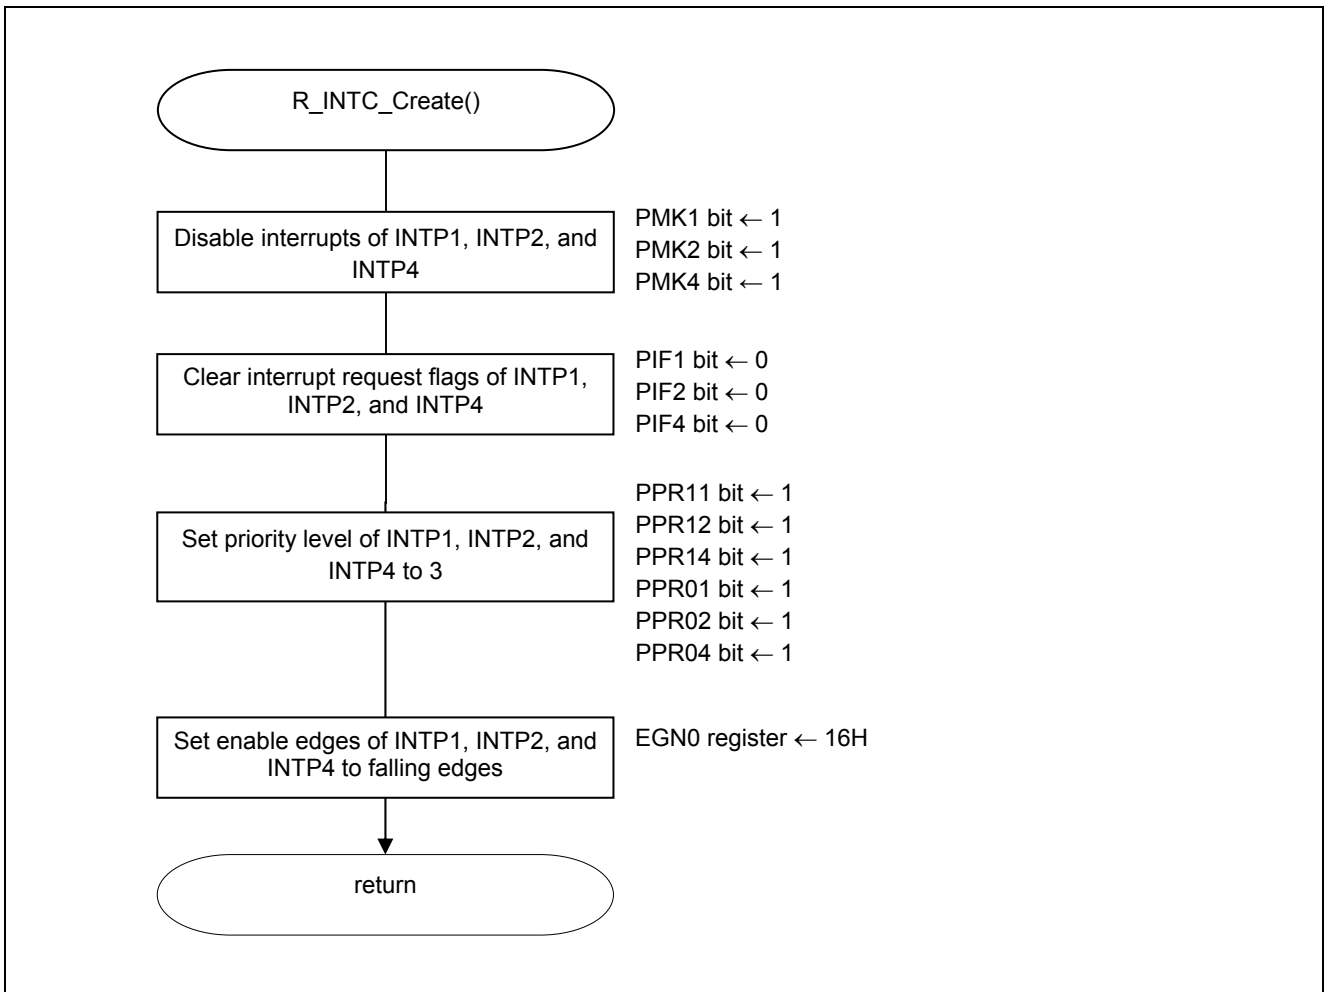 R_INTC_Create()
Disable interrupts of INTP1, INTP2, and
INTP4
PMK1 bit ← 1
PMK2 bit ← 1
PMK4 bit ← 1
Clear interrupt request flags of INTP1,
INTP2, and INTP4
PIF1 bit ← 0
PIF2 bit ← 0
PIF4 bit ← 0
Set priority level of INTP1, INTP2, and
INTP4 to 3
PPR11 bit ← 1
PPR12 bit ← 1
PPR14 bit ← 1
PPR01 bit ← 1
PPR02 bit ← 1
PPR04 bit ← 1
Set enable edges of INTP1, INTP2, and
INTP4 to falling edges
EGN0 register ← 16H
return